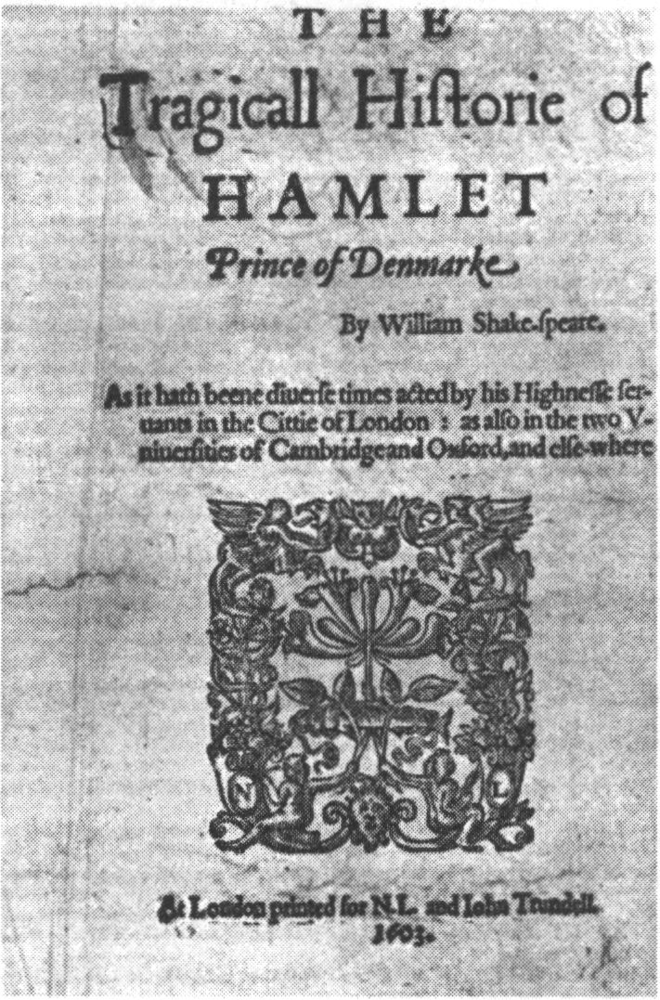 THE
Tragicall Hiſtorie of
HAMLET
Prince of Denmarke
By William Shake-ſpeare.
As it hath beene diuerſe times acted by his Highneſſe ſer-
uants in the Cittie of London : as alſo in the two V-
niuerſities of Cambridge and Oxford, and elſe-where
N L
At London printed for N.L. and Iohn Trundell.
1603.